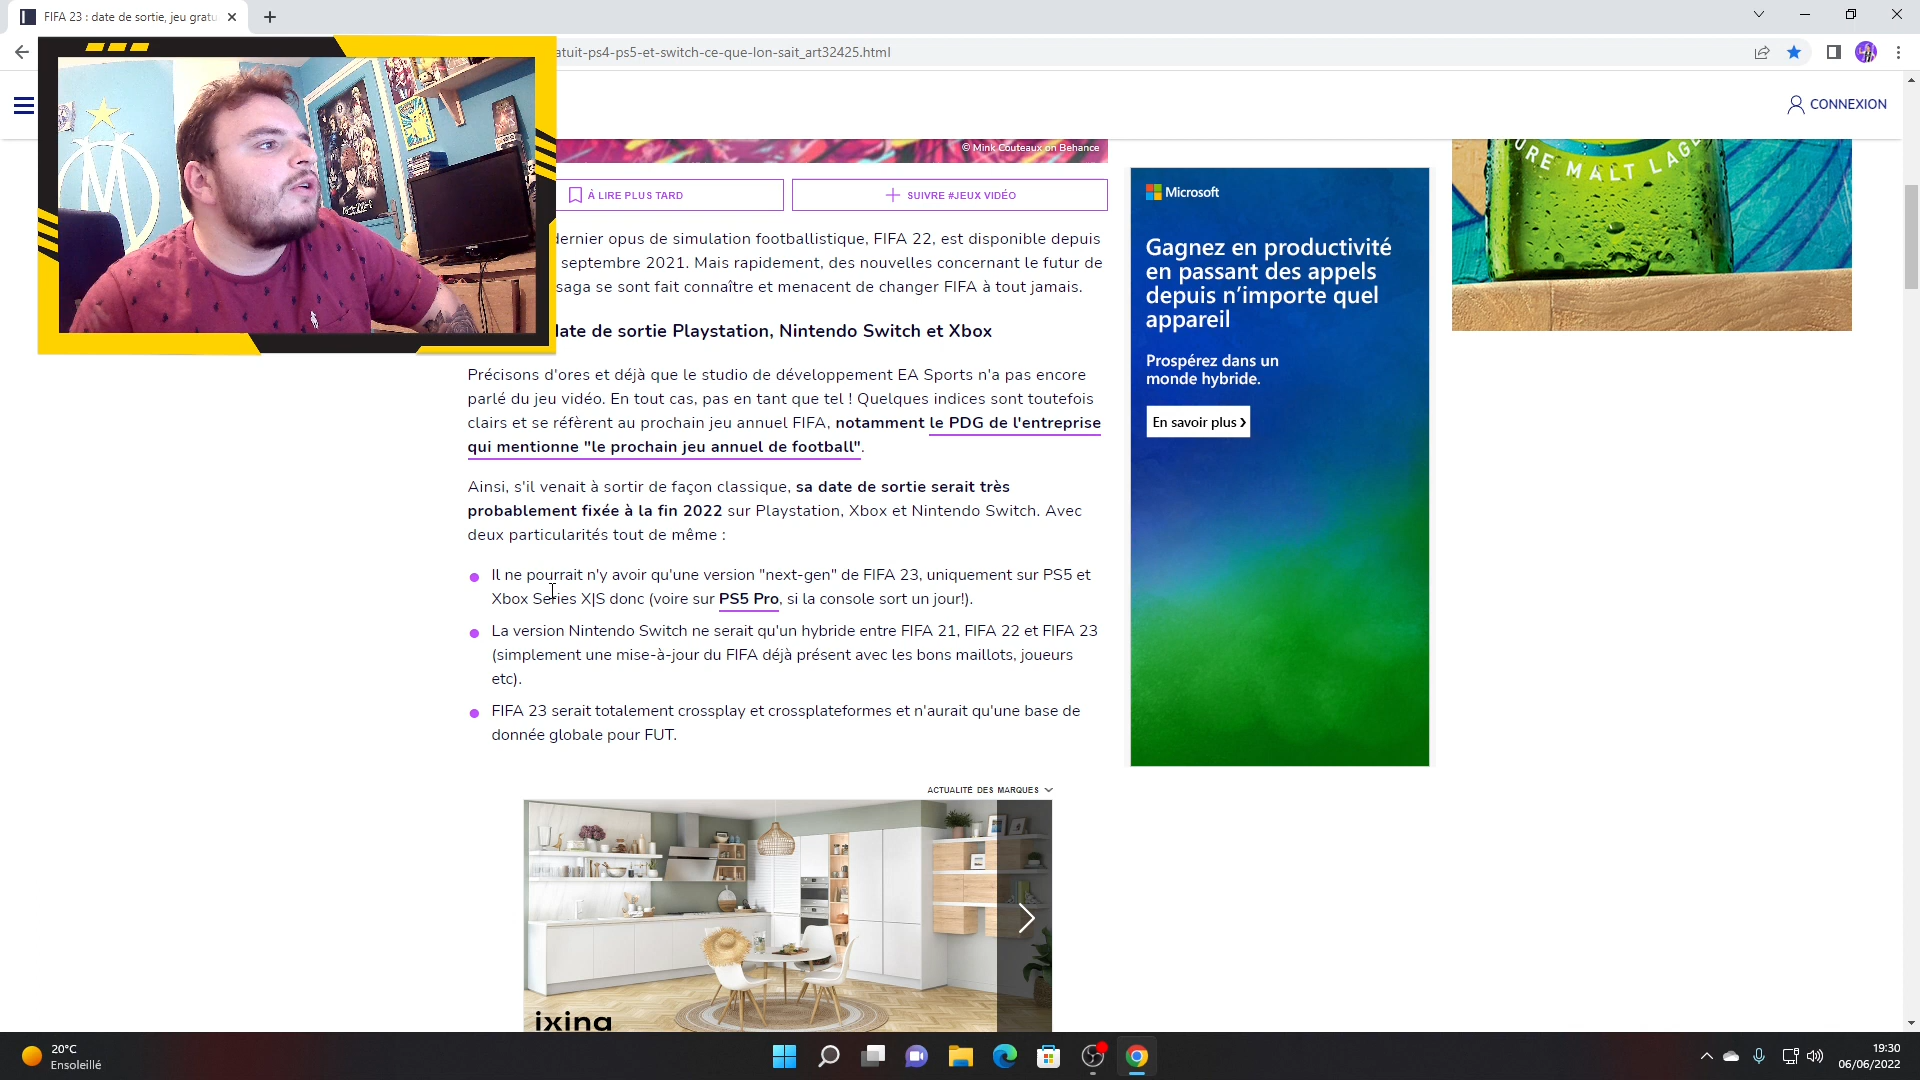 FIFA 23 : date de sortie, jeu gratu
atuit-ps4-ps5-et-switch-ce-que-lon-sait_art32425.html
CONNEXION
© Mink Couteaux on Behance
À LIRE PLUS TARD
SUIVRE #JEUX VIDÉO
dernier opus de simulation footballistique, FIFA 22, est disponible depuis
septembre 2021. Mais rapidement, des nouvelles concernant le futur de
saga se sont fait connaître et menacent de changer FIFA à tout jamais.
date de sortie Playstation, Nintendo Switch et Xbox
Précisons d'ores et déjà que le studio de développement EA Sports n'a pas encore
parlé du jeu vidéo. En tout cas, pas en tant que tel ! Quelques indices sont toutefois
clairs et se réfèrent au prochain jeu annuel FIFA, notamment le PDG de l'entreprise
qui mentionne "le prochain jeu annuel de football".
Ainsi, s'il venait à sortir de façon classique, sa date de sortie serait très
probablement fixée à la fin 2022 sur Playstation, Xbox et Nintendo Switch. Avec
deux particularités tout de même :
Il ne pourrait n'y avoir qu'une version "next-gen" de FIFA 23, uniquement sur PS5 et
Xbox Series X|S donc (voire sur PS5 Pro, si la console sort un jour!).
La version Nintendo Switch ne serait qu'un hybride entre FIFA 21, FIFA 22 et FIFA 23
(simplement une mise-à-jour du FIFA déjà présent avec les bons maillots, joueurs
etc).
FIFA 23 serait totalement crossplay et crossplateformes et n'aurait qu'une base de
donnée globale pour FUT.
ACTUALITÉ DES MARQUES
ixina
Microsoft
Gagnez en productivité
en passant des appels
depuis n'importe quel
appareil
Prospérez dans un
monde hybride.
En savoir plus
URE MALT LAGE
20°C
Ensoleillé
19:30
06/06/2022